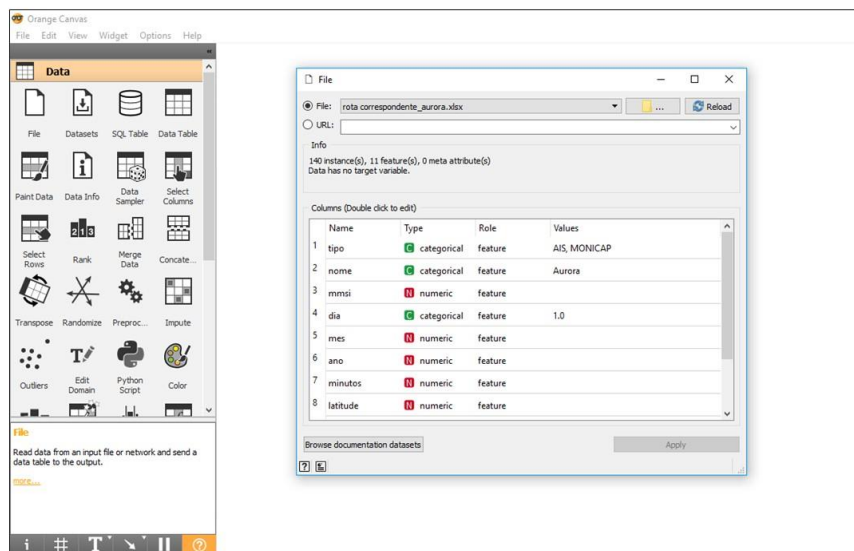 Orange Canvas
File Edit View Widget Options Help
Data
File Datasets SQL Table Data Table
Paint Data Data Info Data Sampler Select Columns
Select Rows Rank Merge Data Concate...
Transpose Randomize Preproc... Impute
Outliers Edit Domain Python Script Color
File
Read data from an input file or network and send a
data table to the output.
more...
File
File: rota correspondente_aurora.xlsx ... Reload
URL:
Info
140 instance(s), 11 feature(s), 0 meta attribute(s)
Data has no target variable.
Columns (Double click to edit)
Name Type Role Values
1 tipo C categorical feature AIS, MONICAP
2 nome C categorical feature Aurora
3 mmsi N numeric feature
4 dia C categorical feature 1.0
5 mes N numeric feature
6 ano N numeric feature
7 minutos N numeric feature
8 latitude N numeric feature
Browse documentation datasets Apply